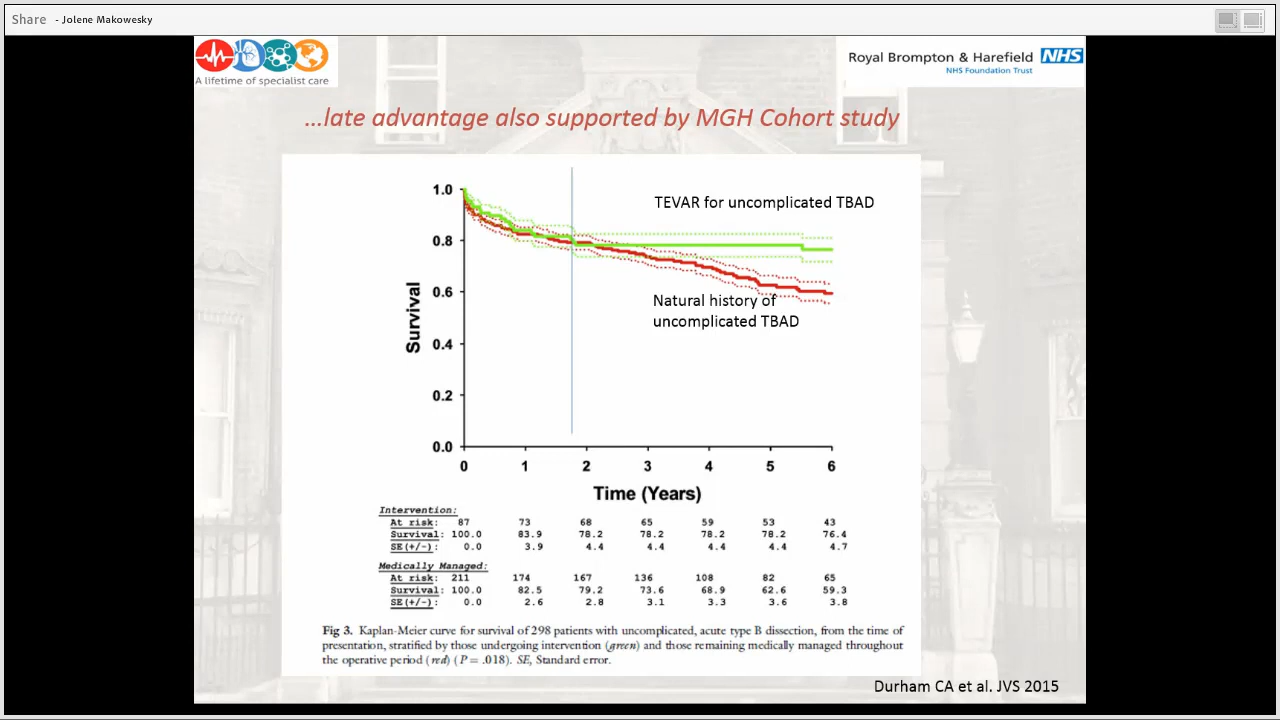 Share - Jolene Makowesky
A lifetime of specialist care
Royal Brompton & Harefield NHS
NHS Foundation Trust
...late advantage also supported by MGH Cohort study
TEVAR for uncomplicated TBAD
Natural history of
uncomplicated TBAD
Survival
1.0
0.8
0.6
0.4
0.2
0.0
0 1 2 3 4 5 6
Time (Years)
Intervention:
At risk: 87 73 68 65 59 53 43
Survival: 100.0 83.9 78.2 78.2 78.2 78.2 76.4
SE(+/-): 0.0 3.9 4.4 4.4 4.4 4.4 4.7
Medically Managed:
At risk: 211 174 167 136 108 82 65
Survival: 100.0 82.5 79.2 73.6 68.9 62.6 59.3
SE(+/-): 0.0 2.6 2.8 3.1 3.3 3.6 3.8
Fig 3. Kaplan-Meier curve for survival of 298 patients with uncomplicated, acute type B dissection, from the time of
presentation, stratified by those undergoing intervention (green) and those remaining medically managed throughout
the operative period (red) (P = .018). SE, Standard error.
Durham CA et al. JVS 2015